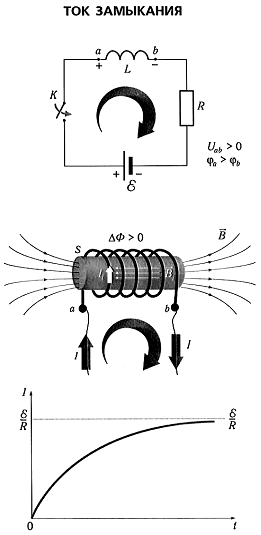 ТОК ЗАМЫКАНИЯ
a b
+ L −
K
R
U_ab > 0
φ_a > φ_b
+ −
ℰ
ΔΦ > 0
B̅
S
I
B
a b
I I
I
ℰ/R ℰ/R
0 t